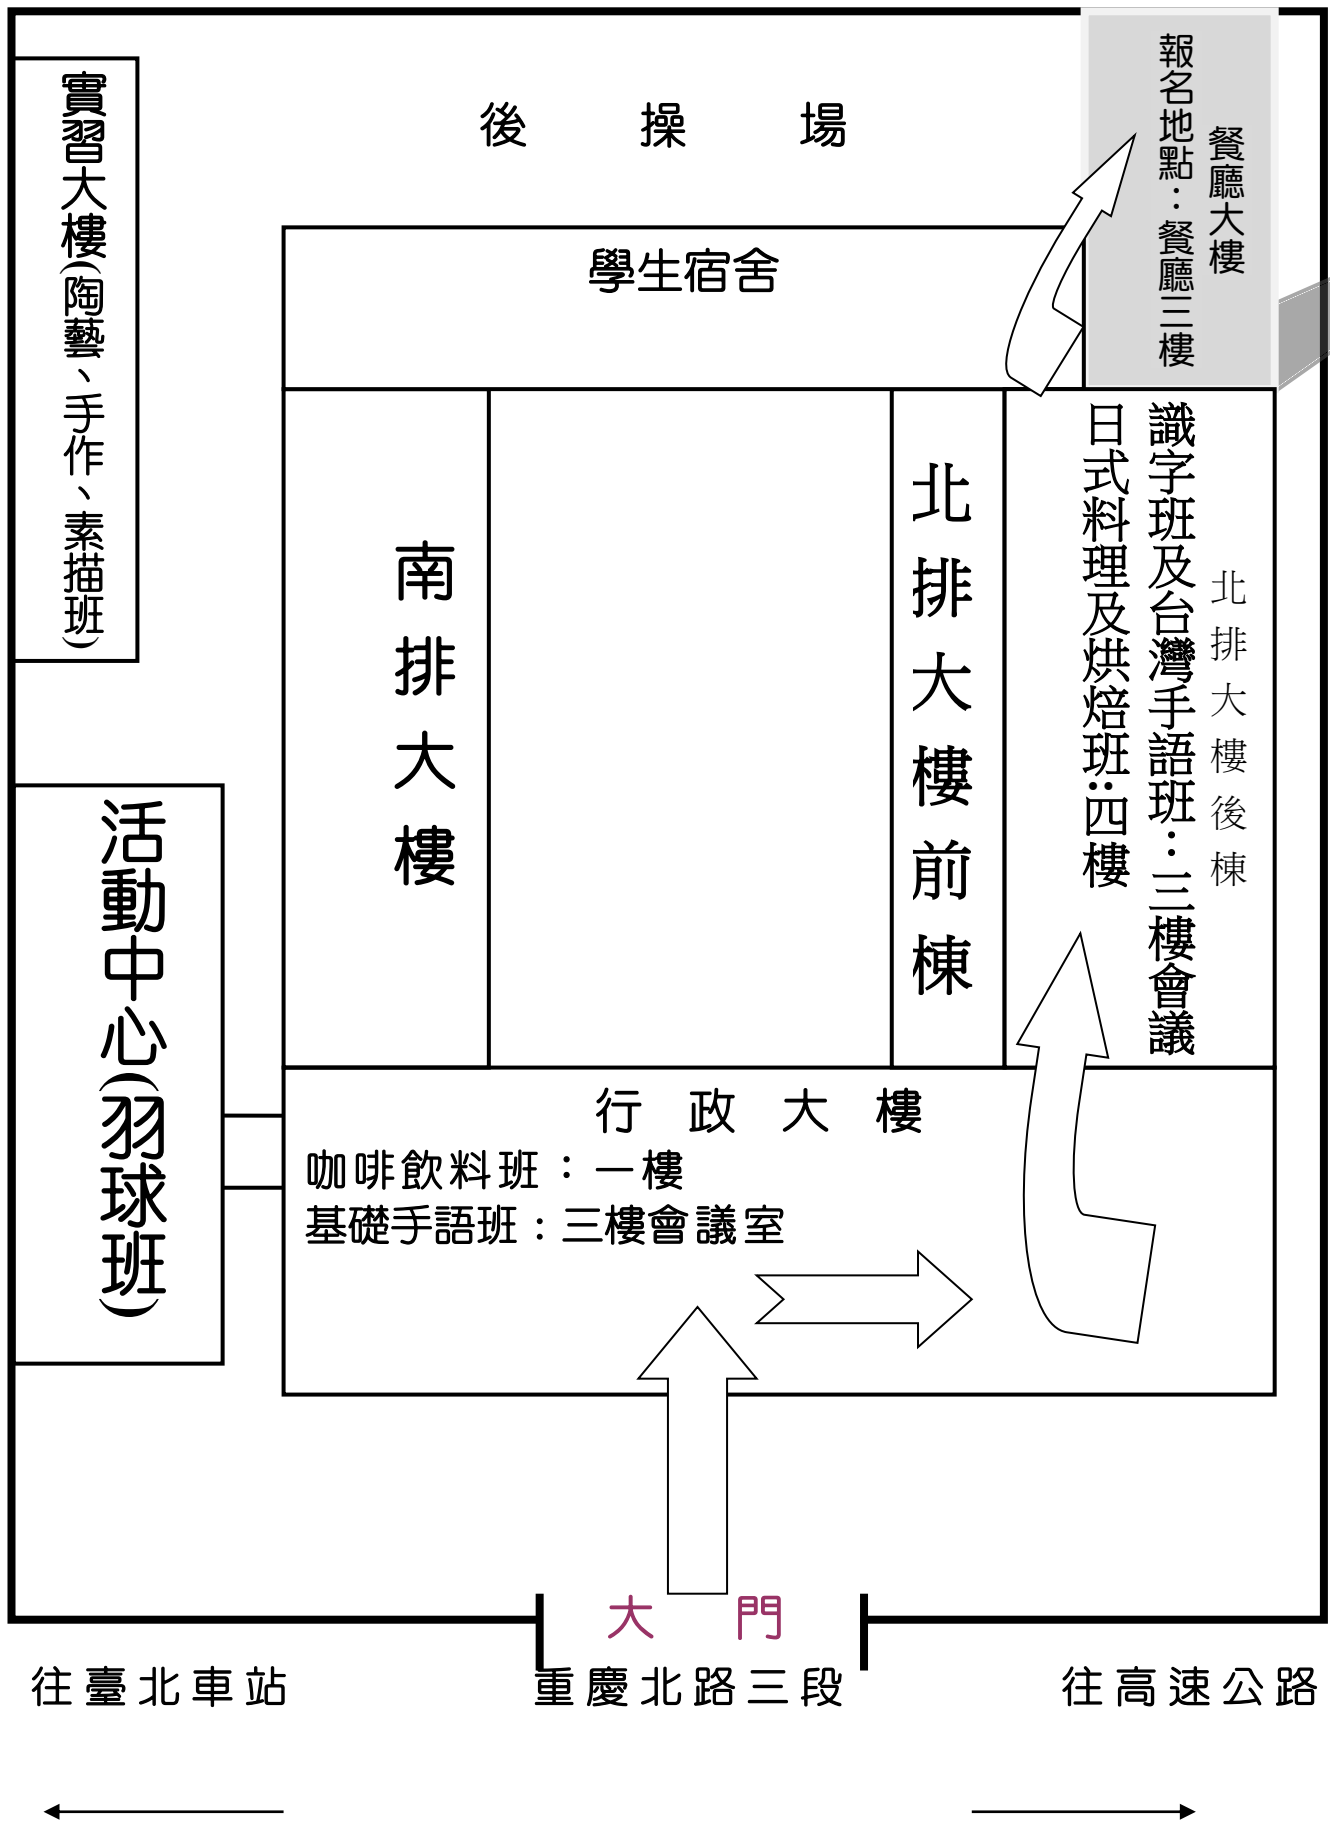 後操場
餐廳大樓
報名地點：餐廳三樓
實習大樓(陶藝、手作、素描班)
學生宿舍
南排大樓
北排大樓前棟
北排大樓後棟
識字班及台灣手語班：三樓會議
日式料理及烘焙班：四樓
活動中心(羽球班)
行政大樓
咖啡飲料班：一樓
基礎手語班：三樓會議室
大門
往臺北車站
重慶北路三段
往高速公路